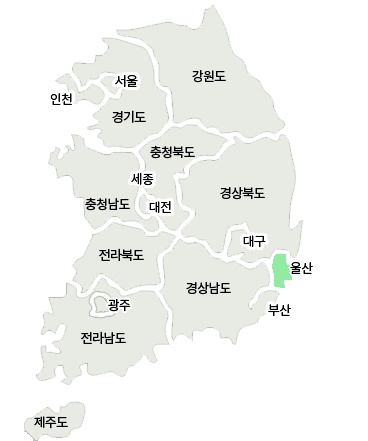 강원도
서울
인천
경기도
충청북도
세종
경상북도
충청남도
대전
대구
전라북도
울산
경상남도
광주
부산
전라남도
제주도